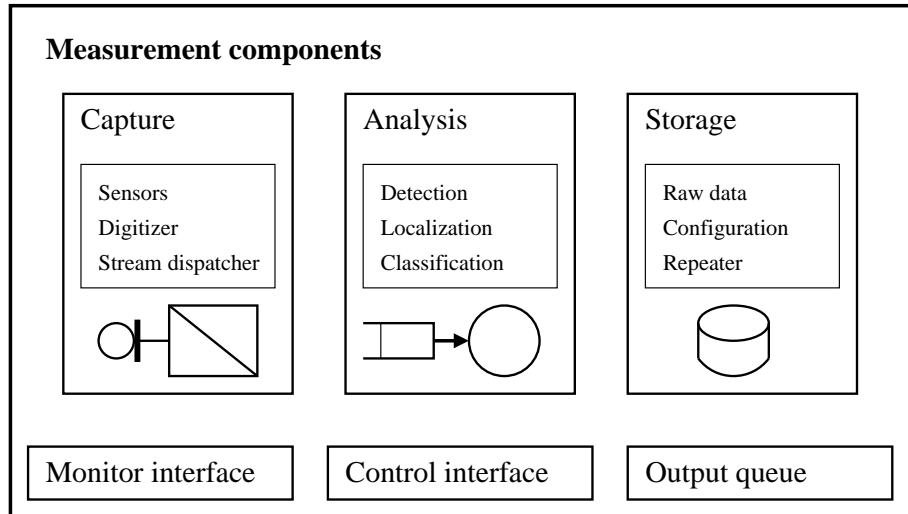 Measurement components
Capture
Sensors
Digitizer
Stream dispatcher
Analysis
Detection
Localization
Classification
Storage
Raw data
Configuration
Repeater
Monitor interface
Control interface
Output queue